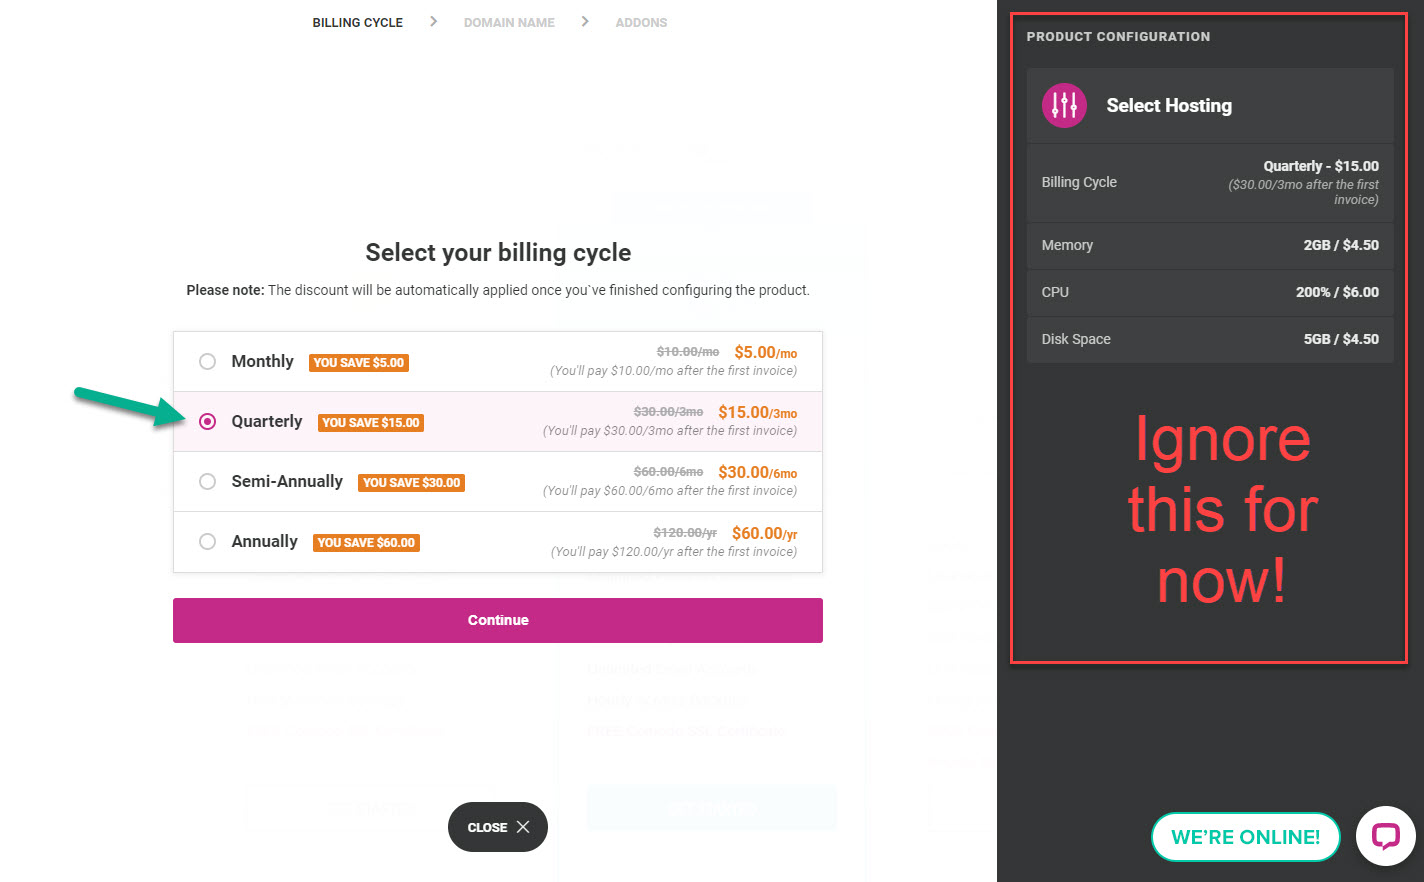 BILLING CYCLE > DOMAIN NAME > ADDONS
Select your billing cycle
Please note: The discount will be automatically applied once you`ve finished configuring the product.
Monthly YOU SAVE $5.00 $10.00/mo $5.00/mo
(You'll pay $10.00/mo after the first invoice)
Quarterly YOU SAVE $15.00 $30.00/3mo $15.00/3mo
(You'll pay $30.00/3mo after the first invoice)
Semi-Annually YOU SAVE $30.00 $60.00/6mo $30.00/6mo
(You'll pay $60.00/6mo after the first invoice)
Annually YOU SAVE $60.00 $120.00/yr $60.00/yr
(You'll pay $120.00/yr after the first invoice)
Continue
CLOSE
PRODUCT CONFIGURATION
Select Hosting
Billing Cycle Quarterly - $15.00
($30.00/3mo after the first
invoice)
Memory 2GB / $4.50
CPU 200% / $6.00
Disk Space 5GB / $4.50
Ignore
this for
now!
WE'RE ONLINE!